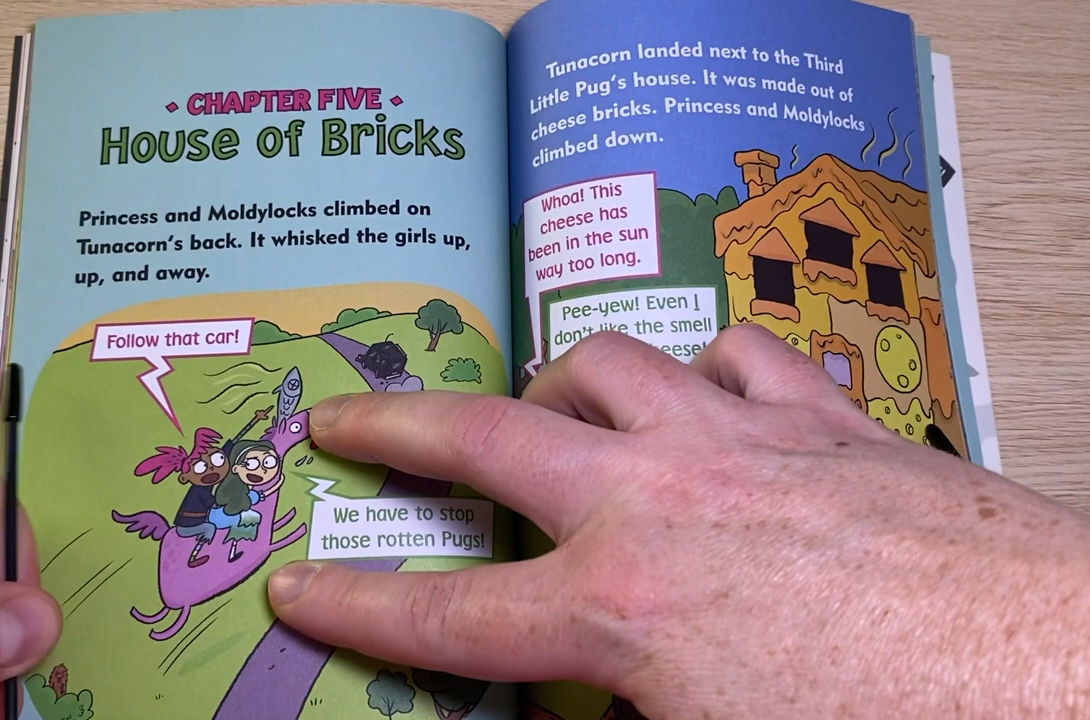 CHAPTER FIVE
House of Bricks
Princess and Moldylocks climbed on
Tunacorn's back. It whisked the girls up,
up, and away.
Follow that car!
We have to stop
those rotten Pugs!
Tunacorn landed next to the Third
Little Pug's house. It was made out of
cheese bricks. Princess and Moldylocks
climbed down.
Whoa! This
cheese has
been in the sun
way too long.
Pee-yew! Even I
don't like the smell